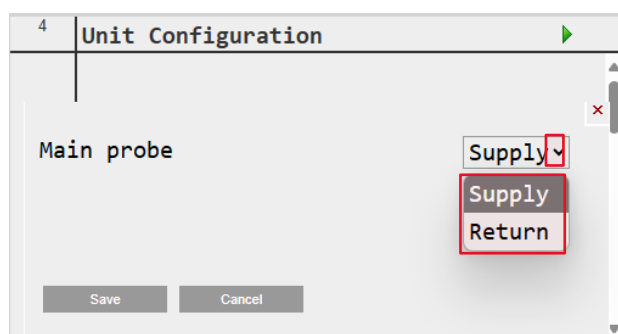 4
Unit Configuration
Main probe
Supply
Supply
Return
Save
Cancel